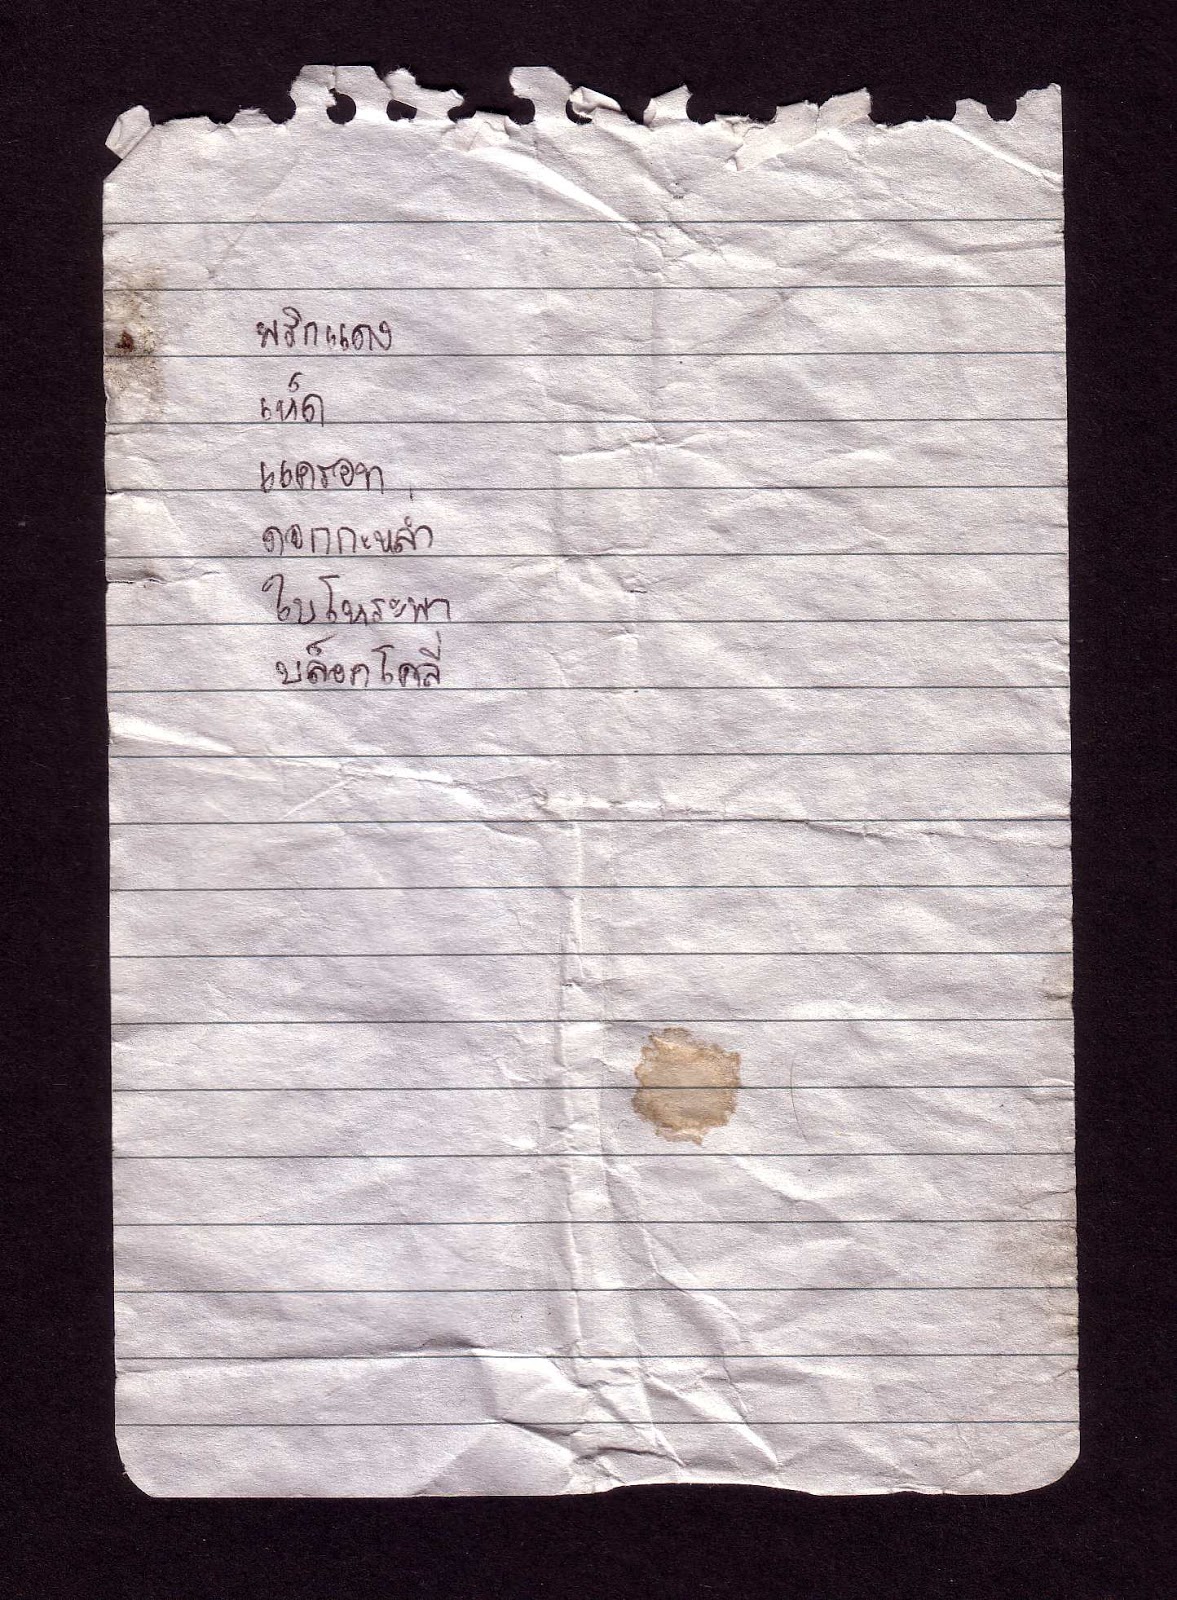 พริกแดง
เห็ด
แครอท
ดอกกะหล่ำ
ใบโหระพา
บล็อคโคลี่